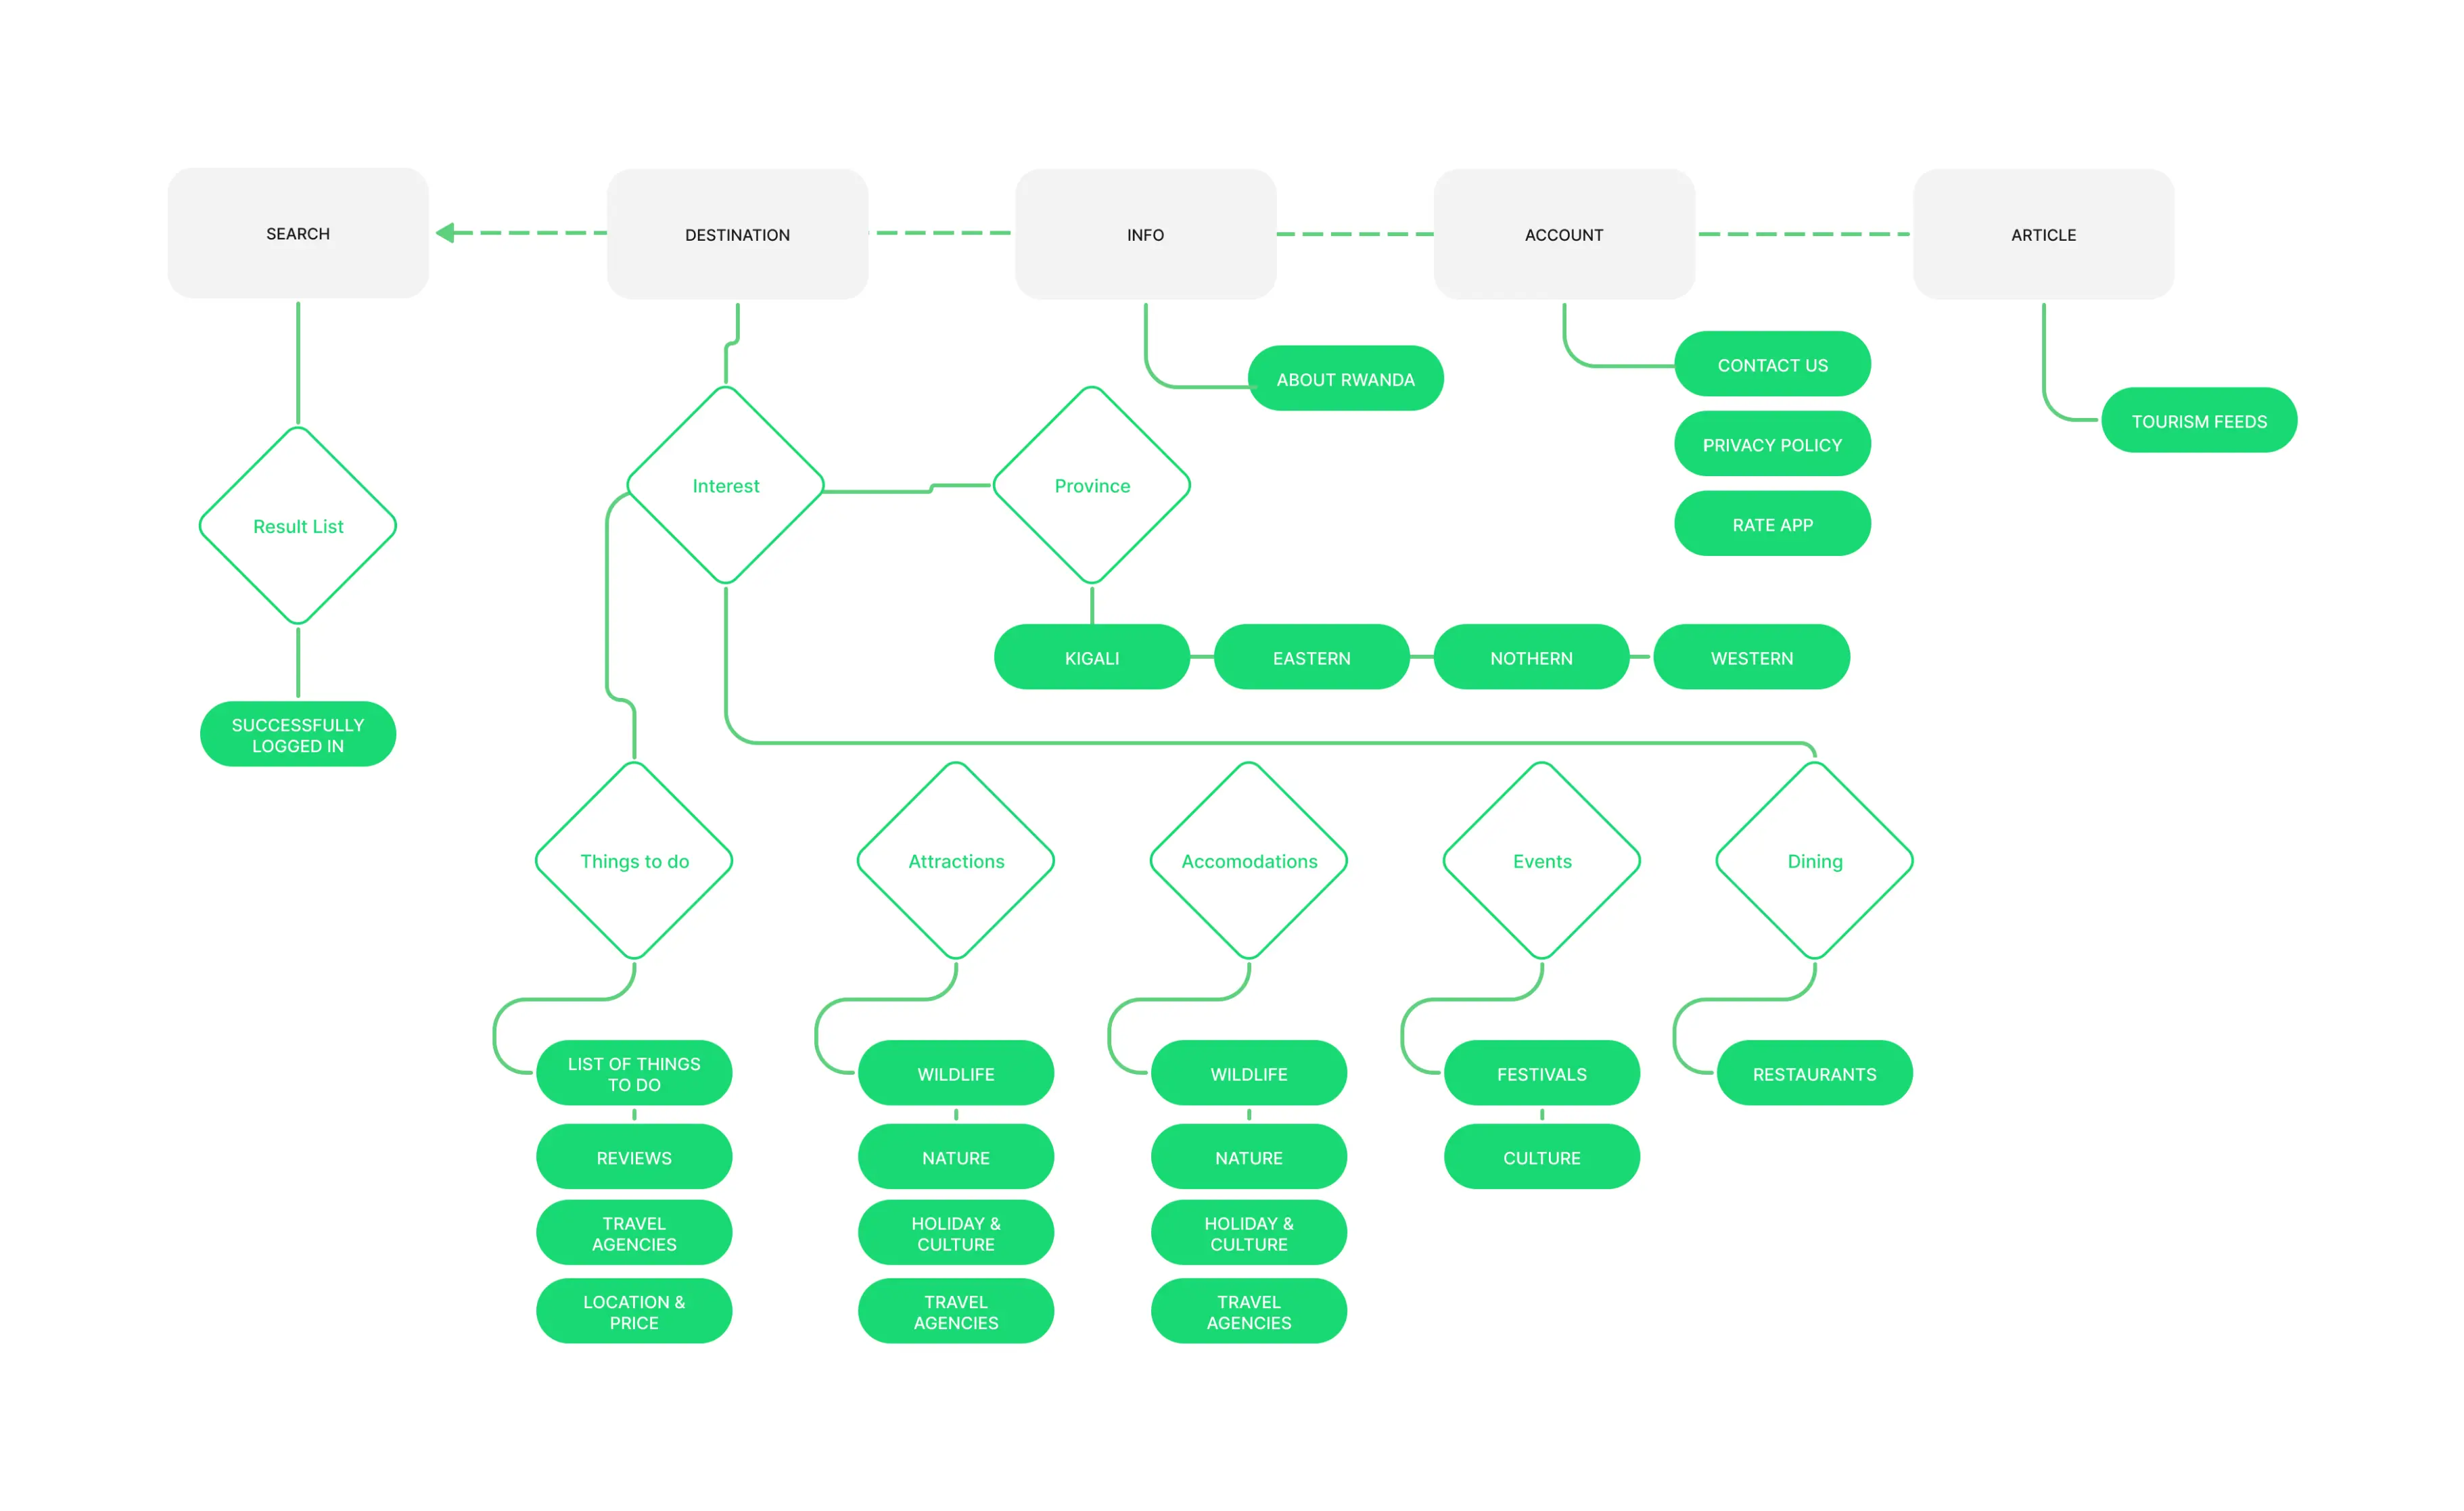 SEARCH
DESTINATION
INFO
ACCOUNT
ARTICLE
CONTACT US
ABOUT RWANDA
PRIVACY POLICY
TOURISM FEEDS
RATE APP
Interest
Province
Result List
KIGALI
EASTERN
NOTHERN
WESTERN
SUCCESSFULLY
LOGGED IN
Things to do
Attractions
Accomodations
Events
Dining
LIST OF THINGS
TO DO
REVIEWS
TRAVEL
AGENCIES
LOCATION &
PRICE
WILDLIFE
NATURE
HOLIDAY &
CULTURE
TRAVEL
AGENCIES
WILDLIFE
NATURE
HOLIDAY &
CULTURE
TRAVEL
AGENCIES
FESTIVALS
CULTURE
RESTAURANTS